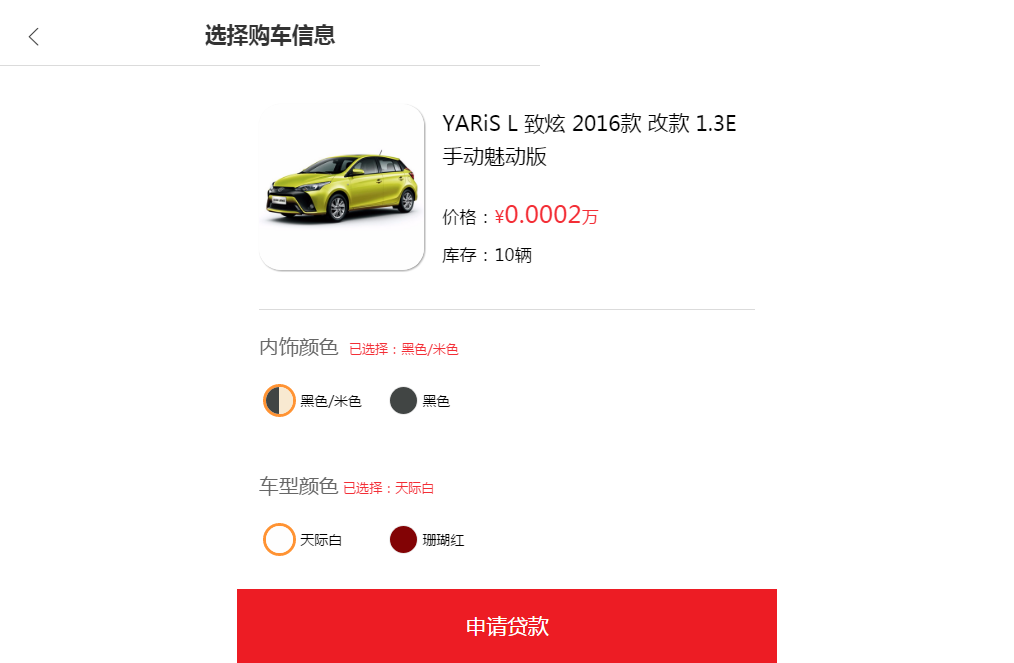 选择购车信息
YARiS L 致炫 2016款 改款 1.3E
手动魅动版
价格：¥0.0002万
库存：10辆
内饰颜色 已选择：黑色/米色
黑色/米色 黑色
车型颜色 已选择：天际白
天际白 珊瑚红
申请贷款